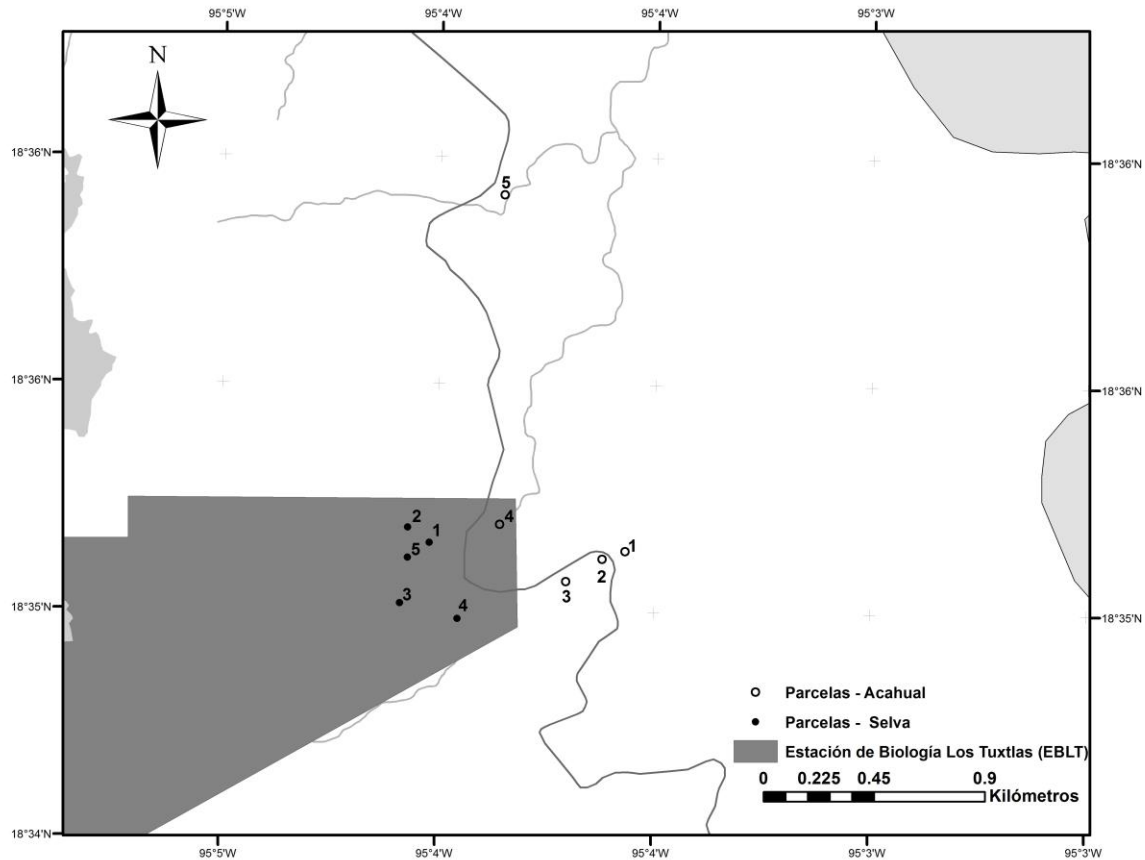 95°5'W 95°4'W 95°4'W 95°3'W
N
18°36'N 18°36'N
5
18°36'N 18°36'N
2 1 4
5 1
2
3 3
4
18°35'N 18°35'N
Parcelas - Acahual
Parcelas - Selva
Estación de Biología Los Tuxtlas (EBLT)
0 0.225 0.45 0.9
Kilómetros
18°34'N 18°34'N
95°5'W 95°4'W 95°4'W 95°3'W 95°3'W